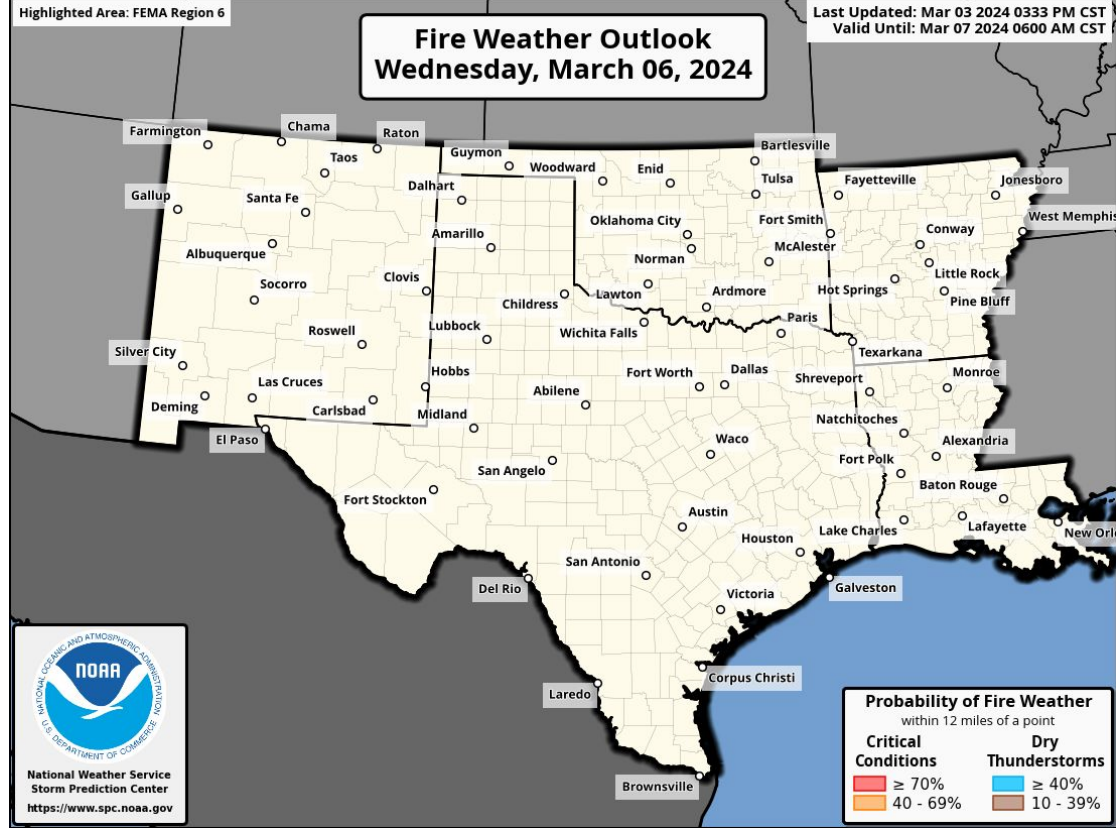 Highlighted Area: FEMA Region 6
Fire Weather Outlook
Wednesday, March 06, 2024
Last Updated: Mar 03 2024 0333 PM CST
Valid Until: Mar 07 2024 0600 AM CST
Farmington
Chama
Raton
Taos
Guymon
Woodward
Enid
Bartlesville
Tulsa
Fayetteville
Jonesboro
Gallup
Santa Fe
Dalhart
Oklahoma City
Fort Smith
West Memphis
Albuquerque
Amarillo
Norman
McAlester
Conway
Little Rock
Socorro
Clovis
Childress
Lawton
Ardmore
Hot Springs
Pine Bluff
Roswell
Lubbock
Wichita Falls
Paris
Texarkana
Silver City
Las Cruces
Hobbs
Abilene
Fort Worth
Dallas
Shreveport
Monroe
Deming
Carlsbad
Midland
Natchitoches
El Paso
San Angelo
Waco
Fort Polk
Alexandria
Fort Stockton
Baton Rouge
Austin
Houston
Lake Charles
Lafayette
New Orl
San Antonio
Del Rio
Victoria
Galveston
Laredo
Corpus Christi
Brownsville
NATIONAL OCEANIC AND ATMOSPHERIC ADMINISTRATION
NOAA
U.S. DEPARTMENT OF COMMERCE
National Weather Service
Storm Prediction Center
https://www.spc.noaa.gov
Probability of Fire Weather
within 12 miles of a point
Critical Conditions
≥ 70%
40 - 69%
Dry Thunderstorms
≥ 40%
10 - 39%